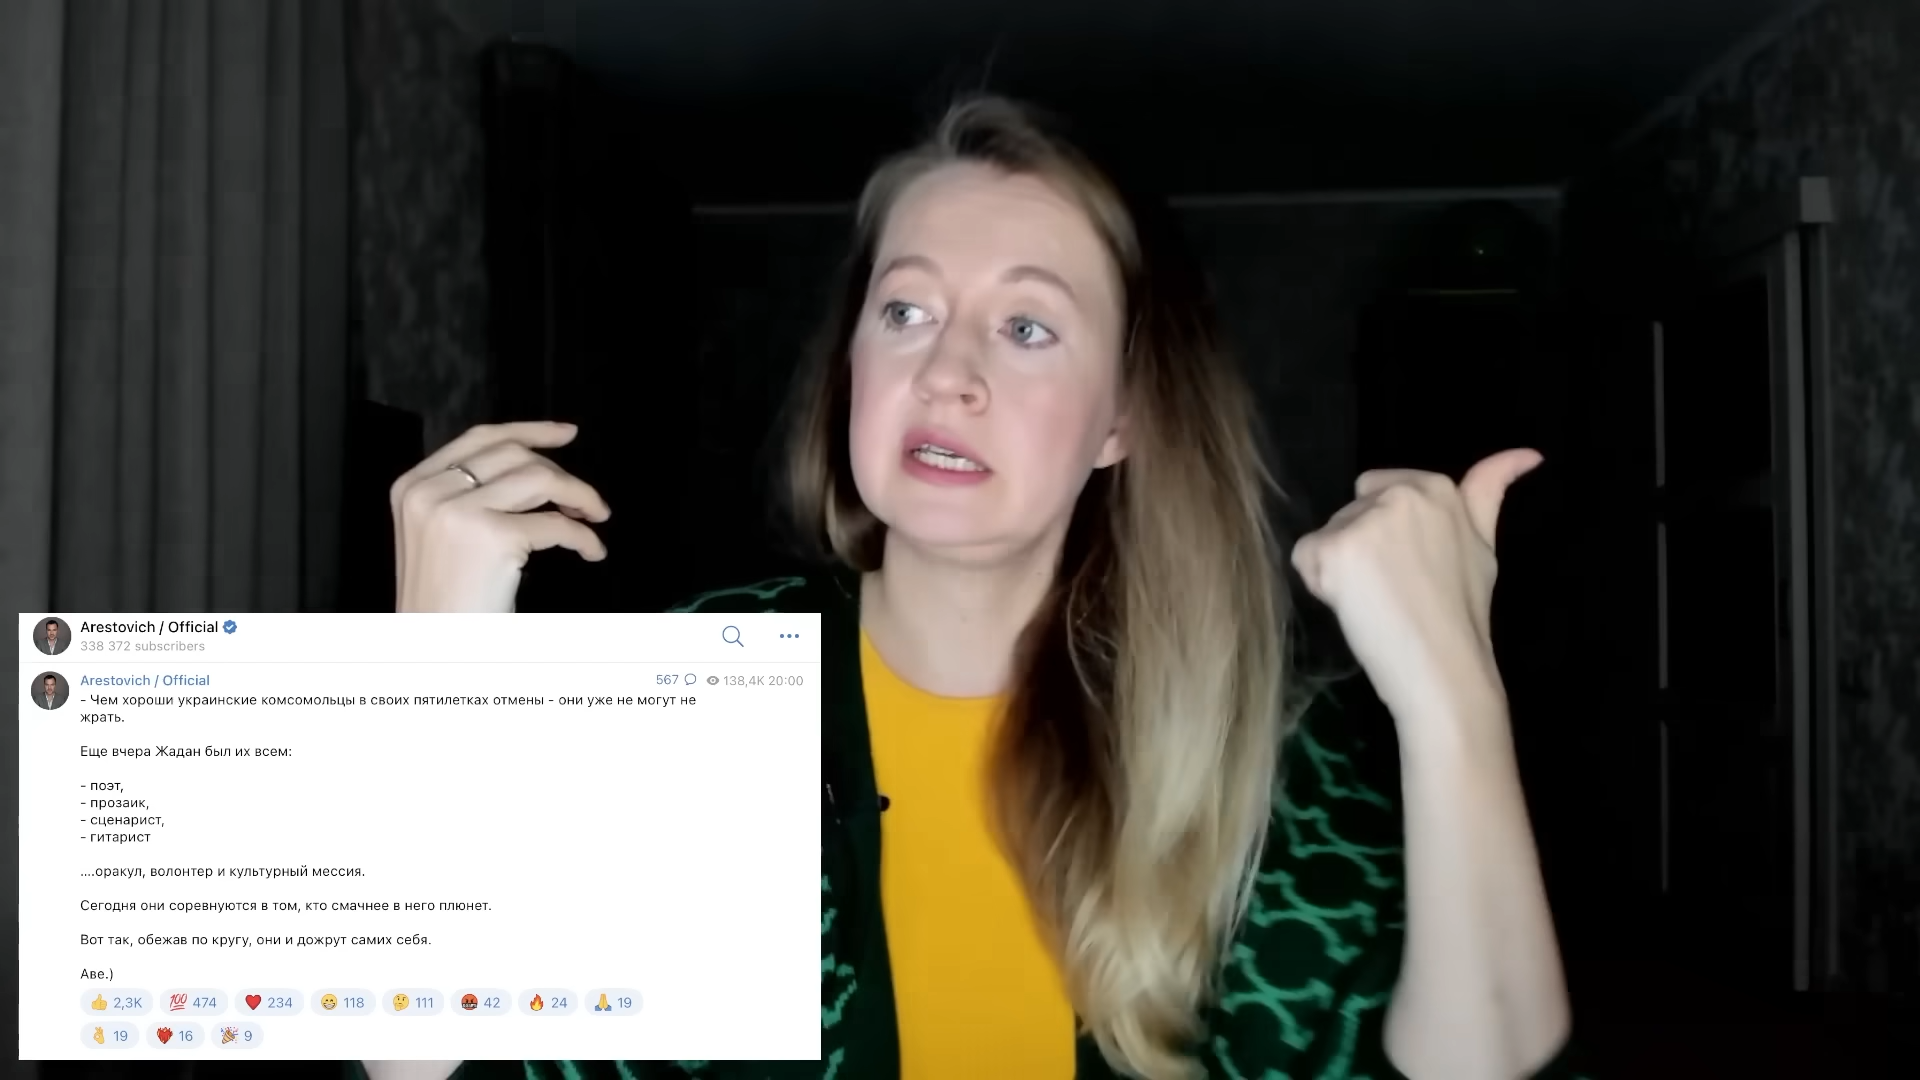 Arestovich / Official
338 372 subscribers
Arestovich / Official
567 138,4K 20:00
- Чем хороши украинские комсомольцы в своих пятилетках отмены - они уже не могут не
жрать.
Еще вчера Жадан был их всем:
- поэт,
- прозаик,
- сценарист,
- гитарист
....оракул, волонтер и культурный мессия.
Сегодня они соревнуются в том, кто смачнее в него плюнет.
Вот так, обежав по кругу, они и дожрут самих себя.
Аве.)
2,3K 474 234 118 111 42 24 19
19 16 9